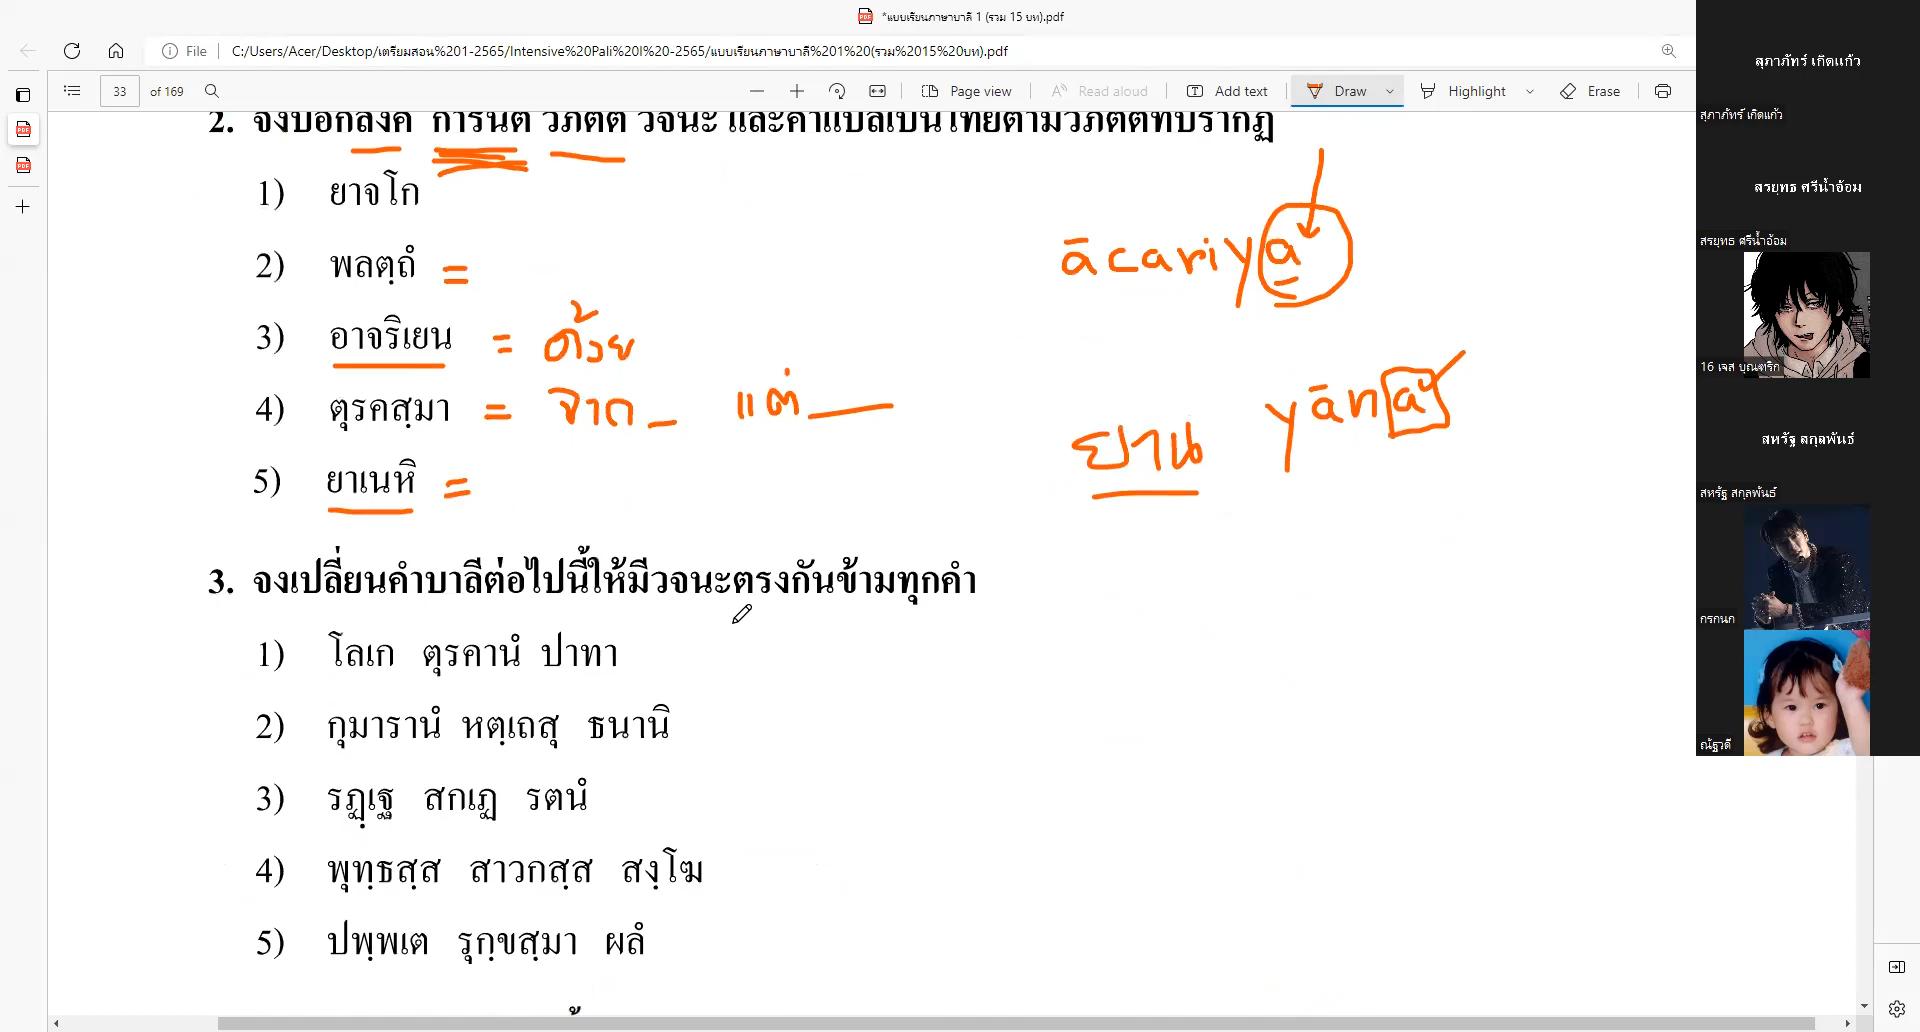 *แบบเรียนภาษาบาลี 1 (รวม 15 บท).pdf
File C:/Users/Acer/Desktop/เตรียมสอน%201-2565/Intensive%20Pali%20I%20-2565/แบบเรียนภาษาบาลี%201%20(รวม%2015%20บท).pdf
33 of 169 Page view Read aloud Add text Draw Highlight Erase
2. จงบอกลิงค์ การันต์ วิภัตติ วจนะ และคำแปลเป็นไทยตามวิภัตติที่ปรากฏ
1) ยาจโก
2) พลตฺถํ =
ācariya
3) อาจริเยน = ด้วย
4) ตุรคสฺมา = จาก_ แต่___
ยาน yāna
5) ยาเนหิ =
3. จงเปลี่ยนคำบาลีต่อไปนี้ให้มีวจนะตรงกันข้ามทุกคำ
1) โลเก ตุรคานํ ปาทา
2) กุมารานํ หตฺเถสุ ธนานิ
3) รฏฺเฐ สกเฏ รตนํ
4) พุทฺธสฺส สาวกสฺส สงฺโฆ
5) ปพฺพเต รุกฺขสฺมา ผลํ
สุภาภัทร์ เกิดแก้ว
สุภาภัทร์ เกิดแก้ว
สรยุทธ ศรีน้ำอ้อม
สรยุทธ ศรีน้ำอ้อม
16 เจส บุณฑริก
สหรัฐ สกุลพันธ์
สหรัฐ สกุลพันธ์
กรกนก
ณัฐวดี